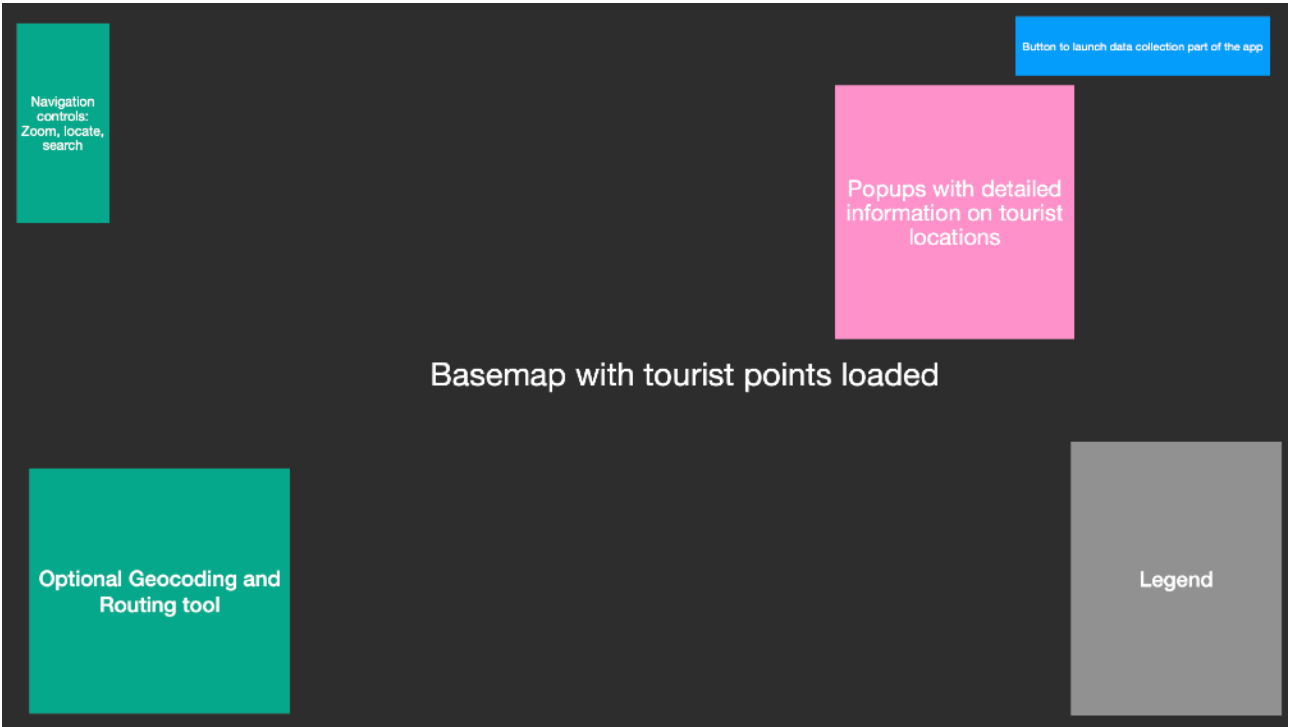 Navigation
controls:
Zoom, locate,
search
Button to launch data collection part of the app
Popups with detailed
information on tourist
locations
Basemap with tourist points loaded
Optional Geocoding and
Routing tool
Legend